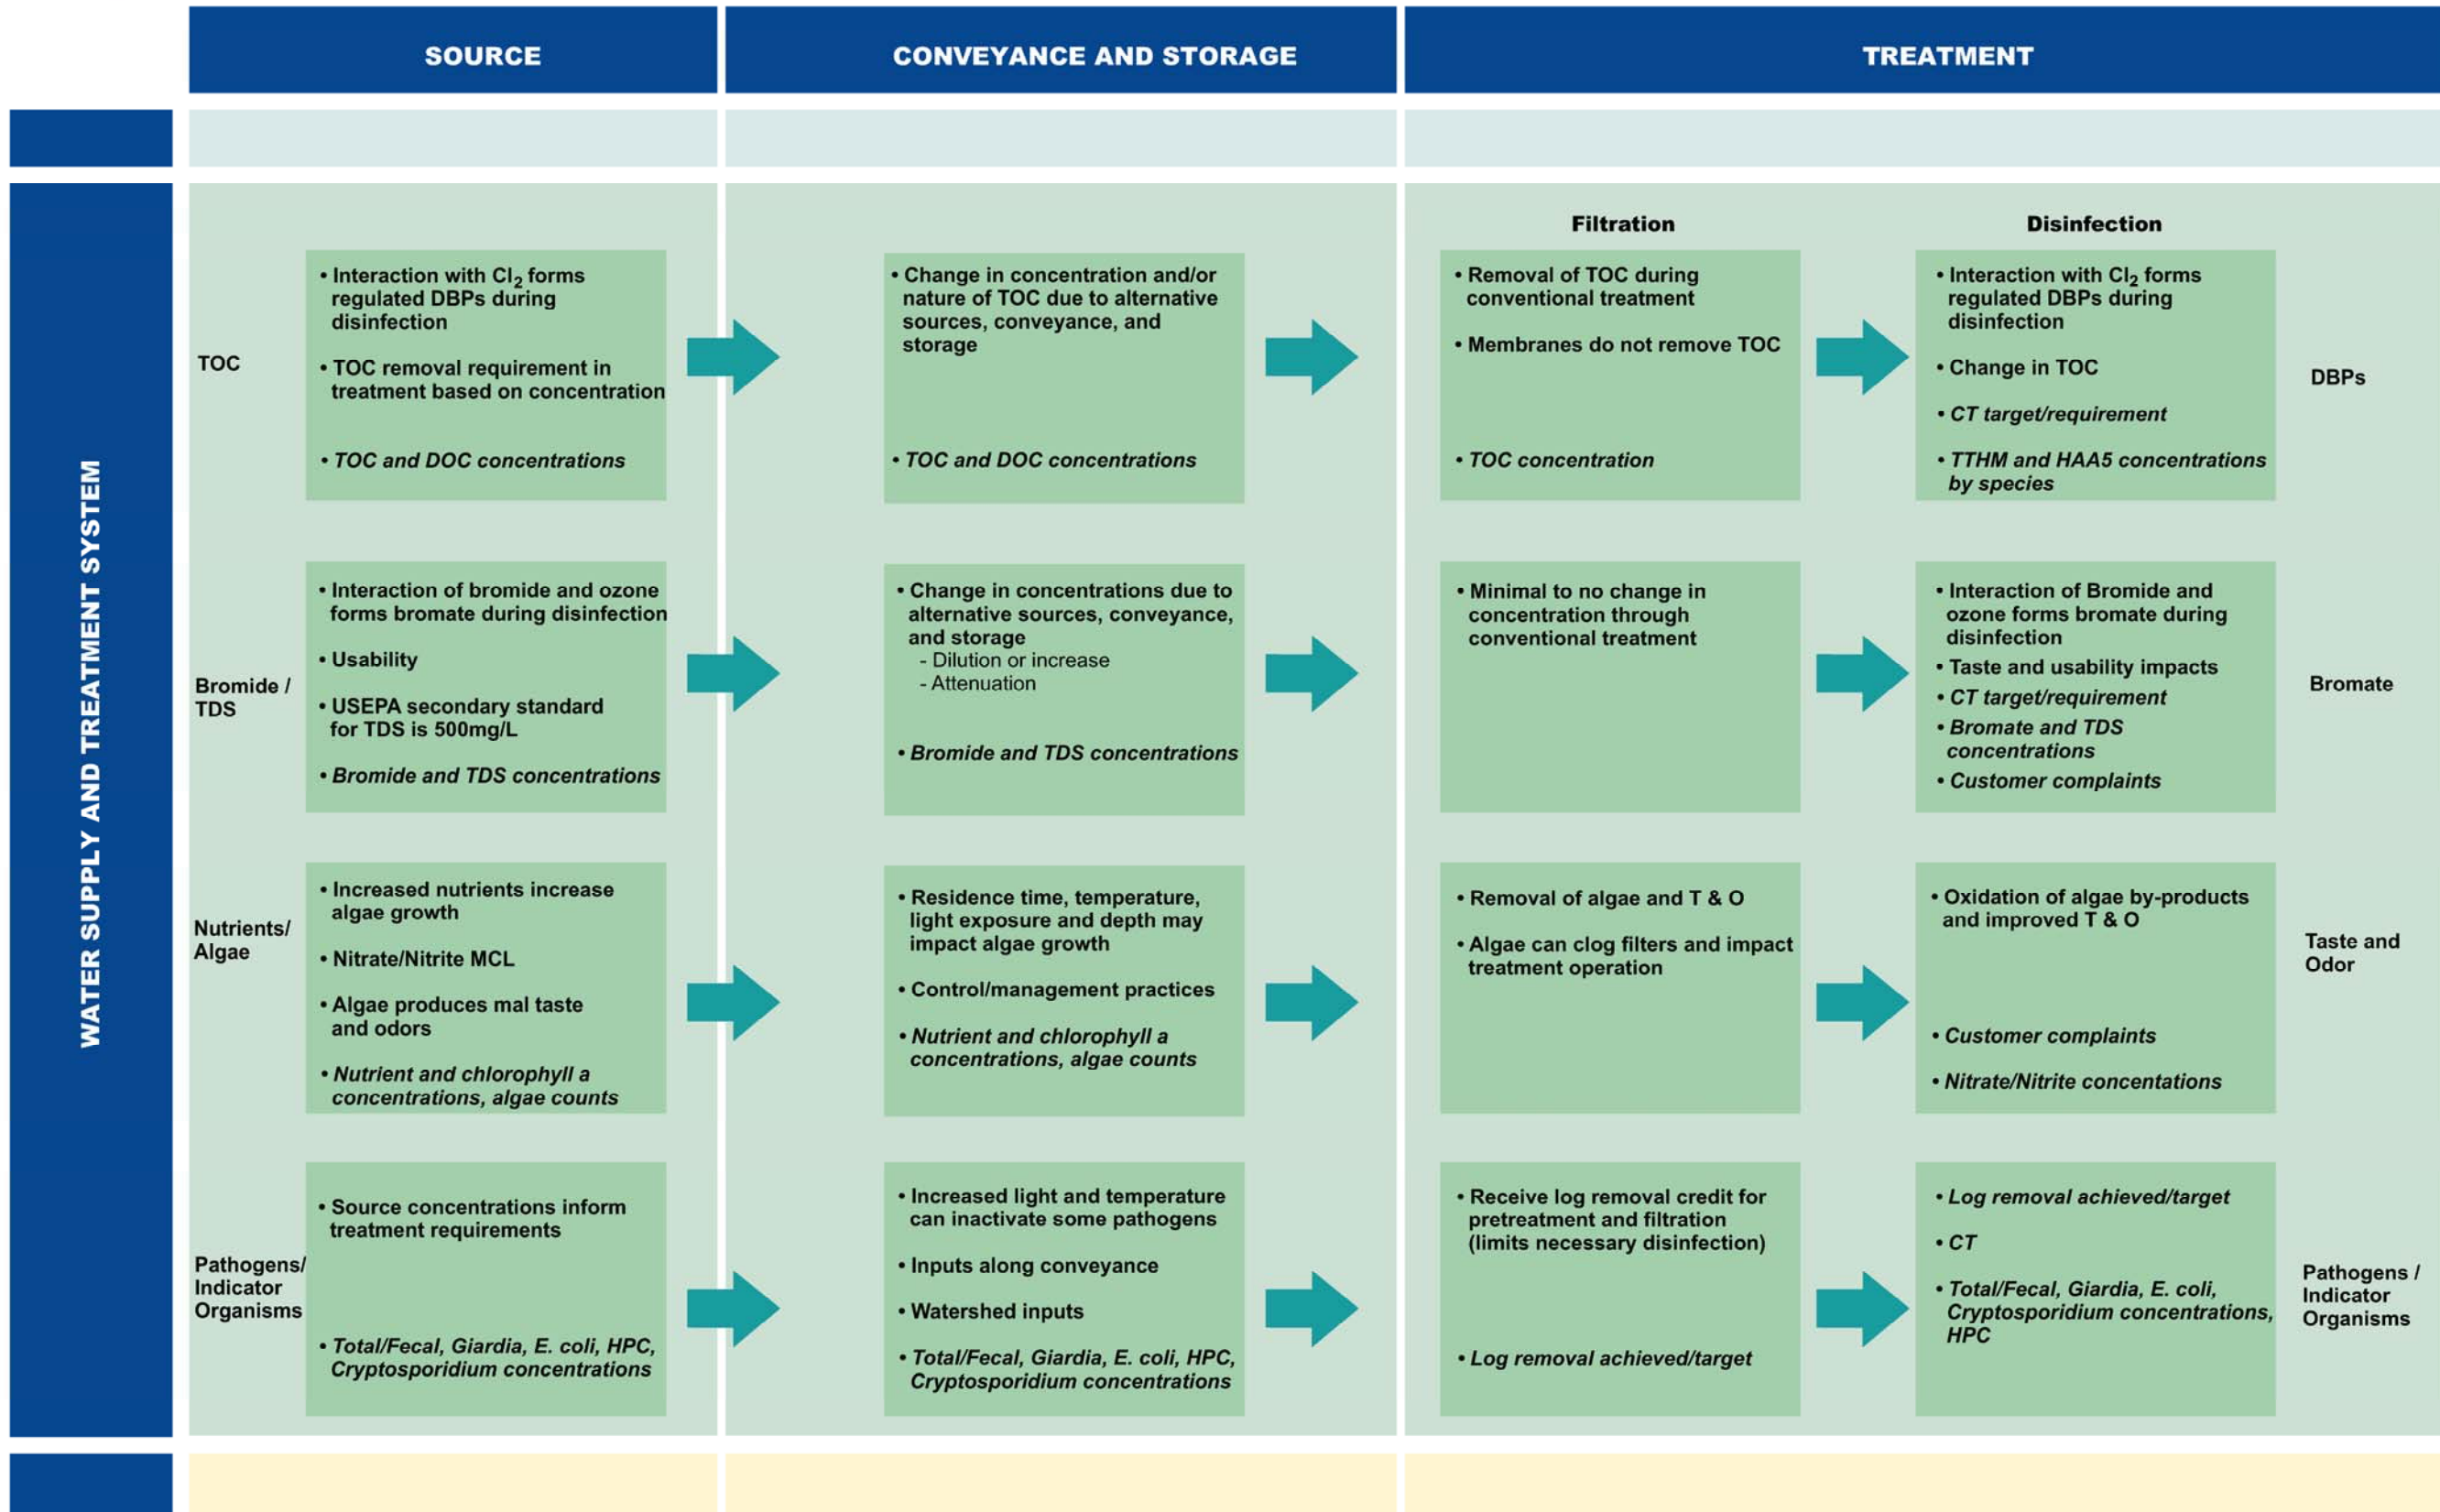 SOURCE
CONVEYANCE AND STORAGE
TREATMENT
WATER SUPPLY AND TREATMENT SYSTEM
Filtration
Disinfection
TOC
• Interaction with Cl₂ forms
regulated DBPs during
disinfection
• TOC removal requirement in
treatment based on concentration
• TOC and DOC concentrations
• Change in concentration and/or
nature of TOC due to alternative
sources, conveyance, and
storage
• TOC and DOC concentrations
• Removal of TOC during
conventional treatment
• Membranes do not remove TOC
• TOC concentration
• Interaction with Cl₂ forms
regulated DBPs during
disinfection
• Change in TOC
• CT target/requirement
• TTHM and HAA5 concentrations
by species
DBPs
Bromide /
TDS
• Interaction of bromide and ozone
forms bromate during disinfection
• Usability
• USEPA secondary standard
for TDS is 500mg/L
• Bromide and TDS concentrations
• Change in concentrations due to
alternative sources, conveyance,
and storage
- Dilution or increase
- Attenuation
• Bromide and TDS concentrations
• Minimal to no change in
concentration through
conventional treatment
• Interaction of Bromide and
ozone forms bromate during
disinfection
• Taste and usability impacts
• CT target/requirement
• Bromate and TDS
concentrations
• Customer complaints
Bromate
Nutrients/
Algae
• Increased nutrients increase
algae growth
• Nitrate/Nitrite MCL
• Algae produces mal taste
and odors
• Nutrient and chlorophyll a
concentrations, algae counts
• Residence time, temperature,
light exposure and depth may
impact algae growth
• Control/management practices
• Nutrient and chlorophyll a
concentrations, algae counts
• Removal of algae and T & O
• Algae can clog filters and impact
treatment operation
• Oxidation of algae by-products
and improved T & O
• Customer complaints
• Nitrate/Nitrite concentations
Taste and
Odor
Pathogens/
Indicator
Organisms
• Source concentrations inform
treatment requirements
• Total/Fecal, Giardia, E. coli, HPC,
Cryptosporidium concentrations
• Increased light and temperature
can inactivate some pathogens
• Inputs along conveyance
• Watershed inputs
• Total/Fecal, Giardia, E. coli, HPC,
Cryptosporidium concentrations
• Receive log removal credit for
pretreatment and filtration
(limits necessary disinfection)
• Log removal achieved/target
• Log removal achieved/target
• CT
• Total/Fecal, Giardia, E. coli,
Cryptosporidium concentrations,
HPC
Pathogens /
Indicator
Organisms